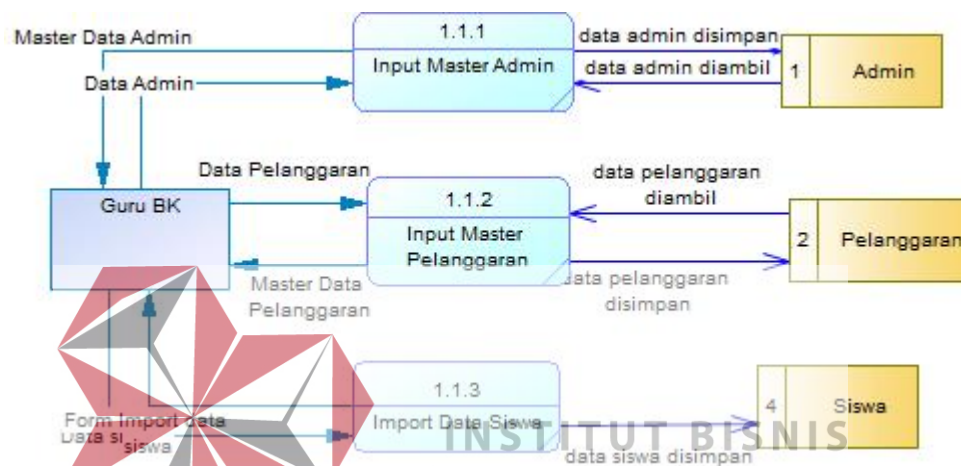 1.1.1
Input Master Admin
Master Data Admin
Data Admin
data admin disimpan
data admin diambil
1
Admin
Guru BK
Data Pelanggaran
1.1.2
Input Master
Pelanggaran
data pelanggaran
diambil
2
Pelanggaran
Master Data
Pelanggaran
data pelanggaran
disimpan
1.1.3
Import Data Siswa
4
Siswa
Form Import data
siswa
Data
data siswa disimpan
INSTITUT BISNIS